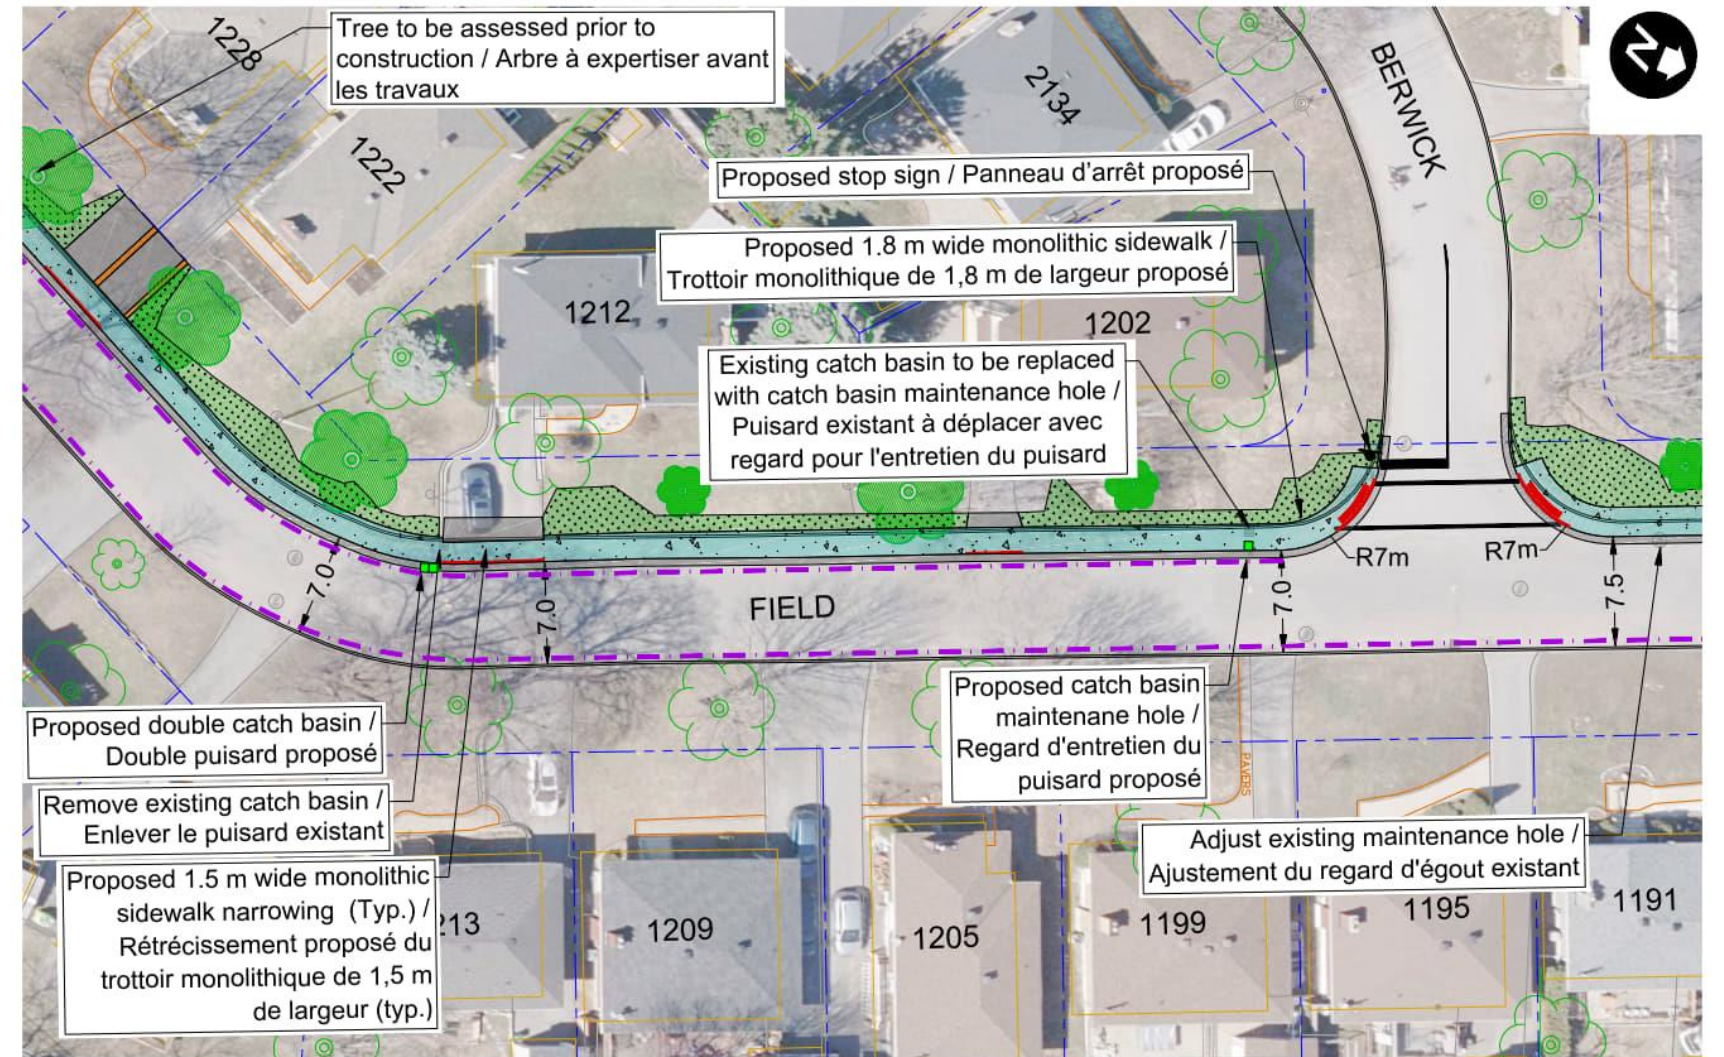 1228
Tree to be assessed prior to
construction / Arbre à expertiser avant
les travaux
N
1222
2134
BERWICK
Proposed stop sign / Panneau d'arrêt proposé
Proposed 1.8 m wide monolithic sidewalk /
Trottoir monolithique de 1,8 m de largeur proposé
1212
1202
Existing catch basin to be replaced
with catch basin maintenance hole /
Puisard existant à déplacer avec
regard pour l'entretien du puisard
R7m
R7m
7.0
7.0
FIELD
7.0
7.5
Proposed double catch basin /
Double puisard proposé
Proposed catch basin
maintenane hole /
Regard d'entretien du
puisard proposé
PAVERS
Remove existing catch basin /
Enlever le puisard existant
Adjust existing maintenance hole /
Ajustement du regard d'égout existant
Proposed 1.5 m wide monolithic
sidewalk narrowing (Typ.) /
Rétrécissement proposé du
trottoir monolithique de 1,5 m
de largeur (typ.)
213
1209
1205
1199
1195
1191